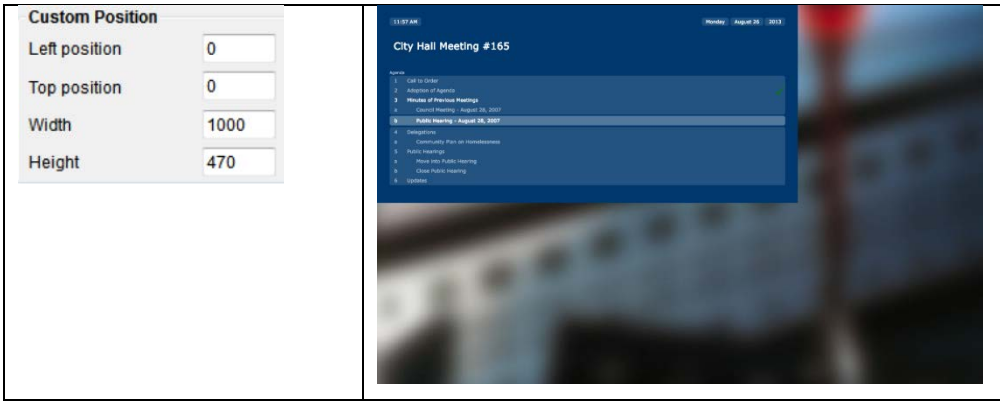 Custom Position
Left position 0
Top position 0
Width 1000
Height 470
11:57 AM Monday August 26 2013
City Hall Meeting #165
Agenda
1 Call to Order
2 Adoption of Agenda
3 Minutes of Previous Meetings
a Council Meeting - August 28, 2007
b Public Hearing - August 28, 2007
4 Delegations
a Community Plan on Homelessness
5 Public Hearings
a Move into Public Hearing
b Close Public Hearing
6 Updates